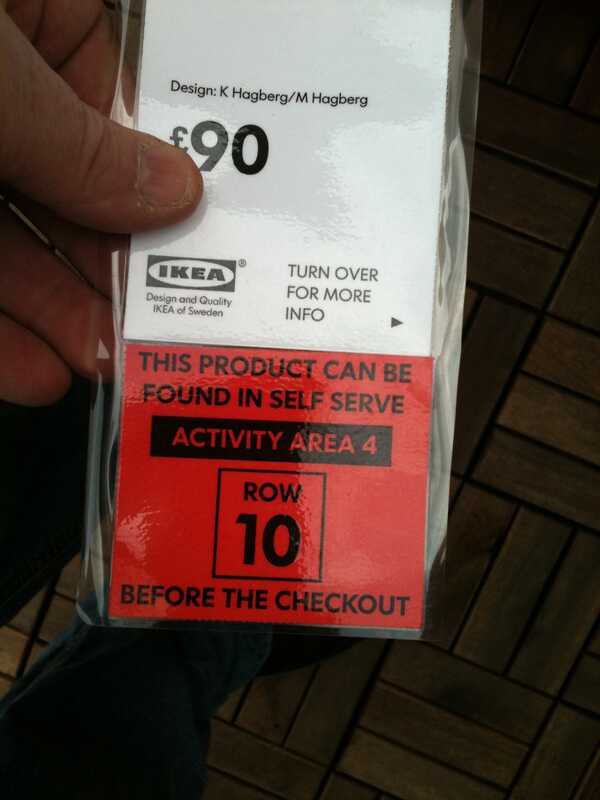 Design: K Hagberg/M Hagberg
£90
IKEA®
Design and Quality
IKEA of Sweden
TURN OVER
FOR MORE
INFO
THIS PRODUCT CAN BE
FOUND IN SELF SERVE
ACTIVITY AREA 4
ROW
10
BEFORE THE CHECKOUT